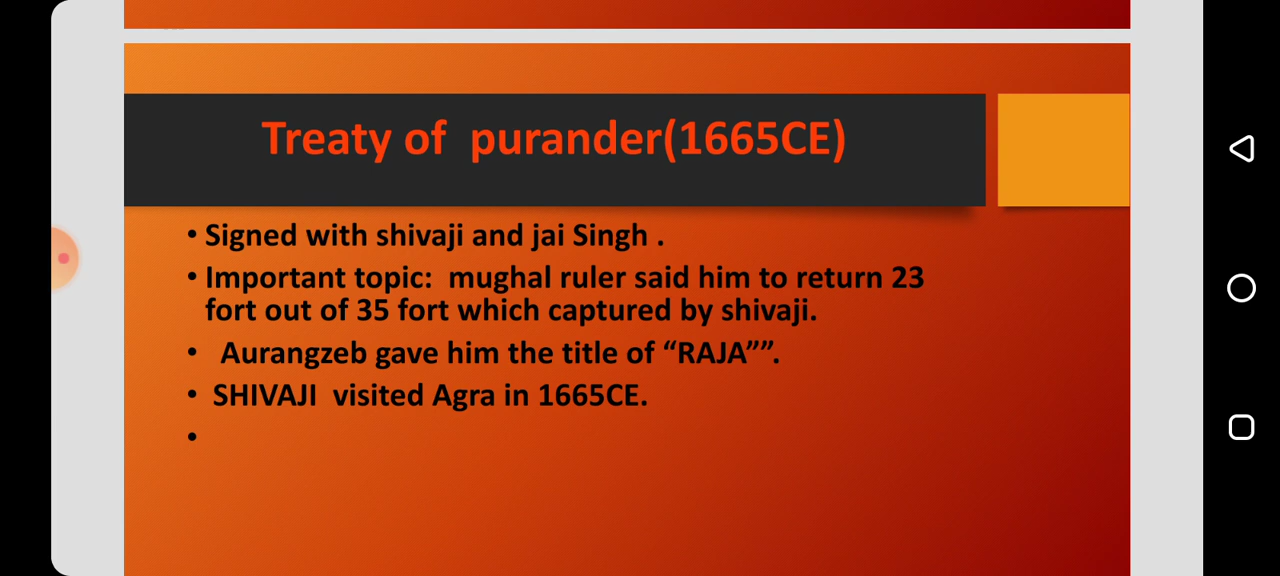 Treaty of purander(1665CE)
• Signed with shivaji and jai Singh .
• Important topic: mughal ruler said him to return 23
fort out of 35 fort which captured by shivaji.
• Aurangzeb gave him the title of “RAJA””.
• SHIVAJI visited Agra in 1665CE.
•